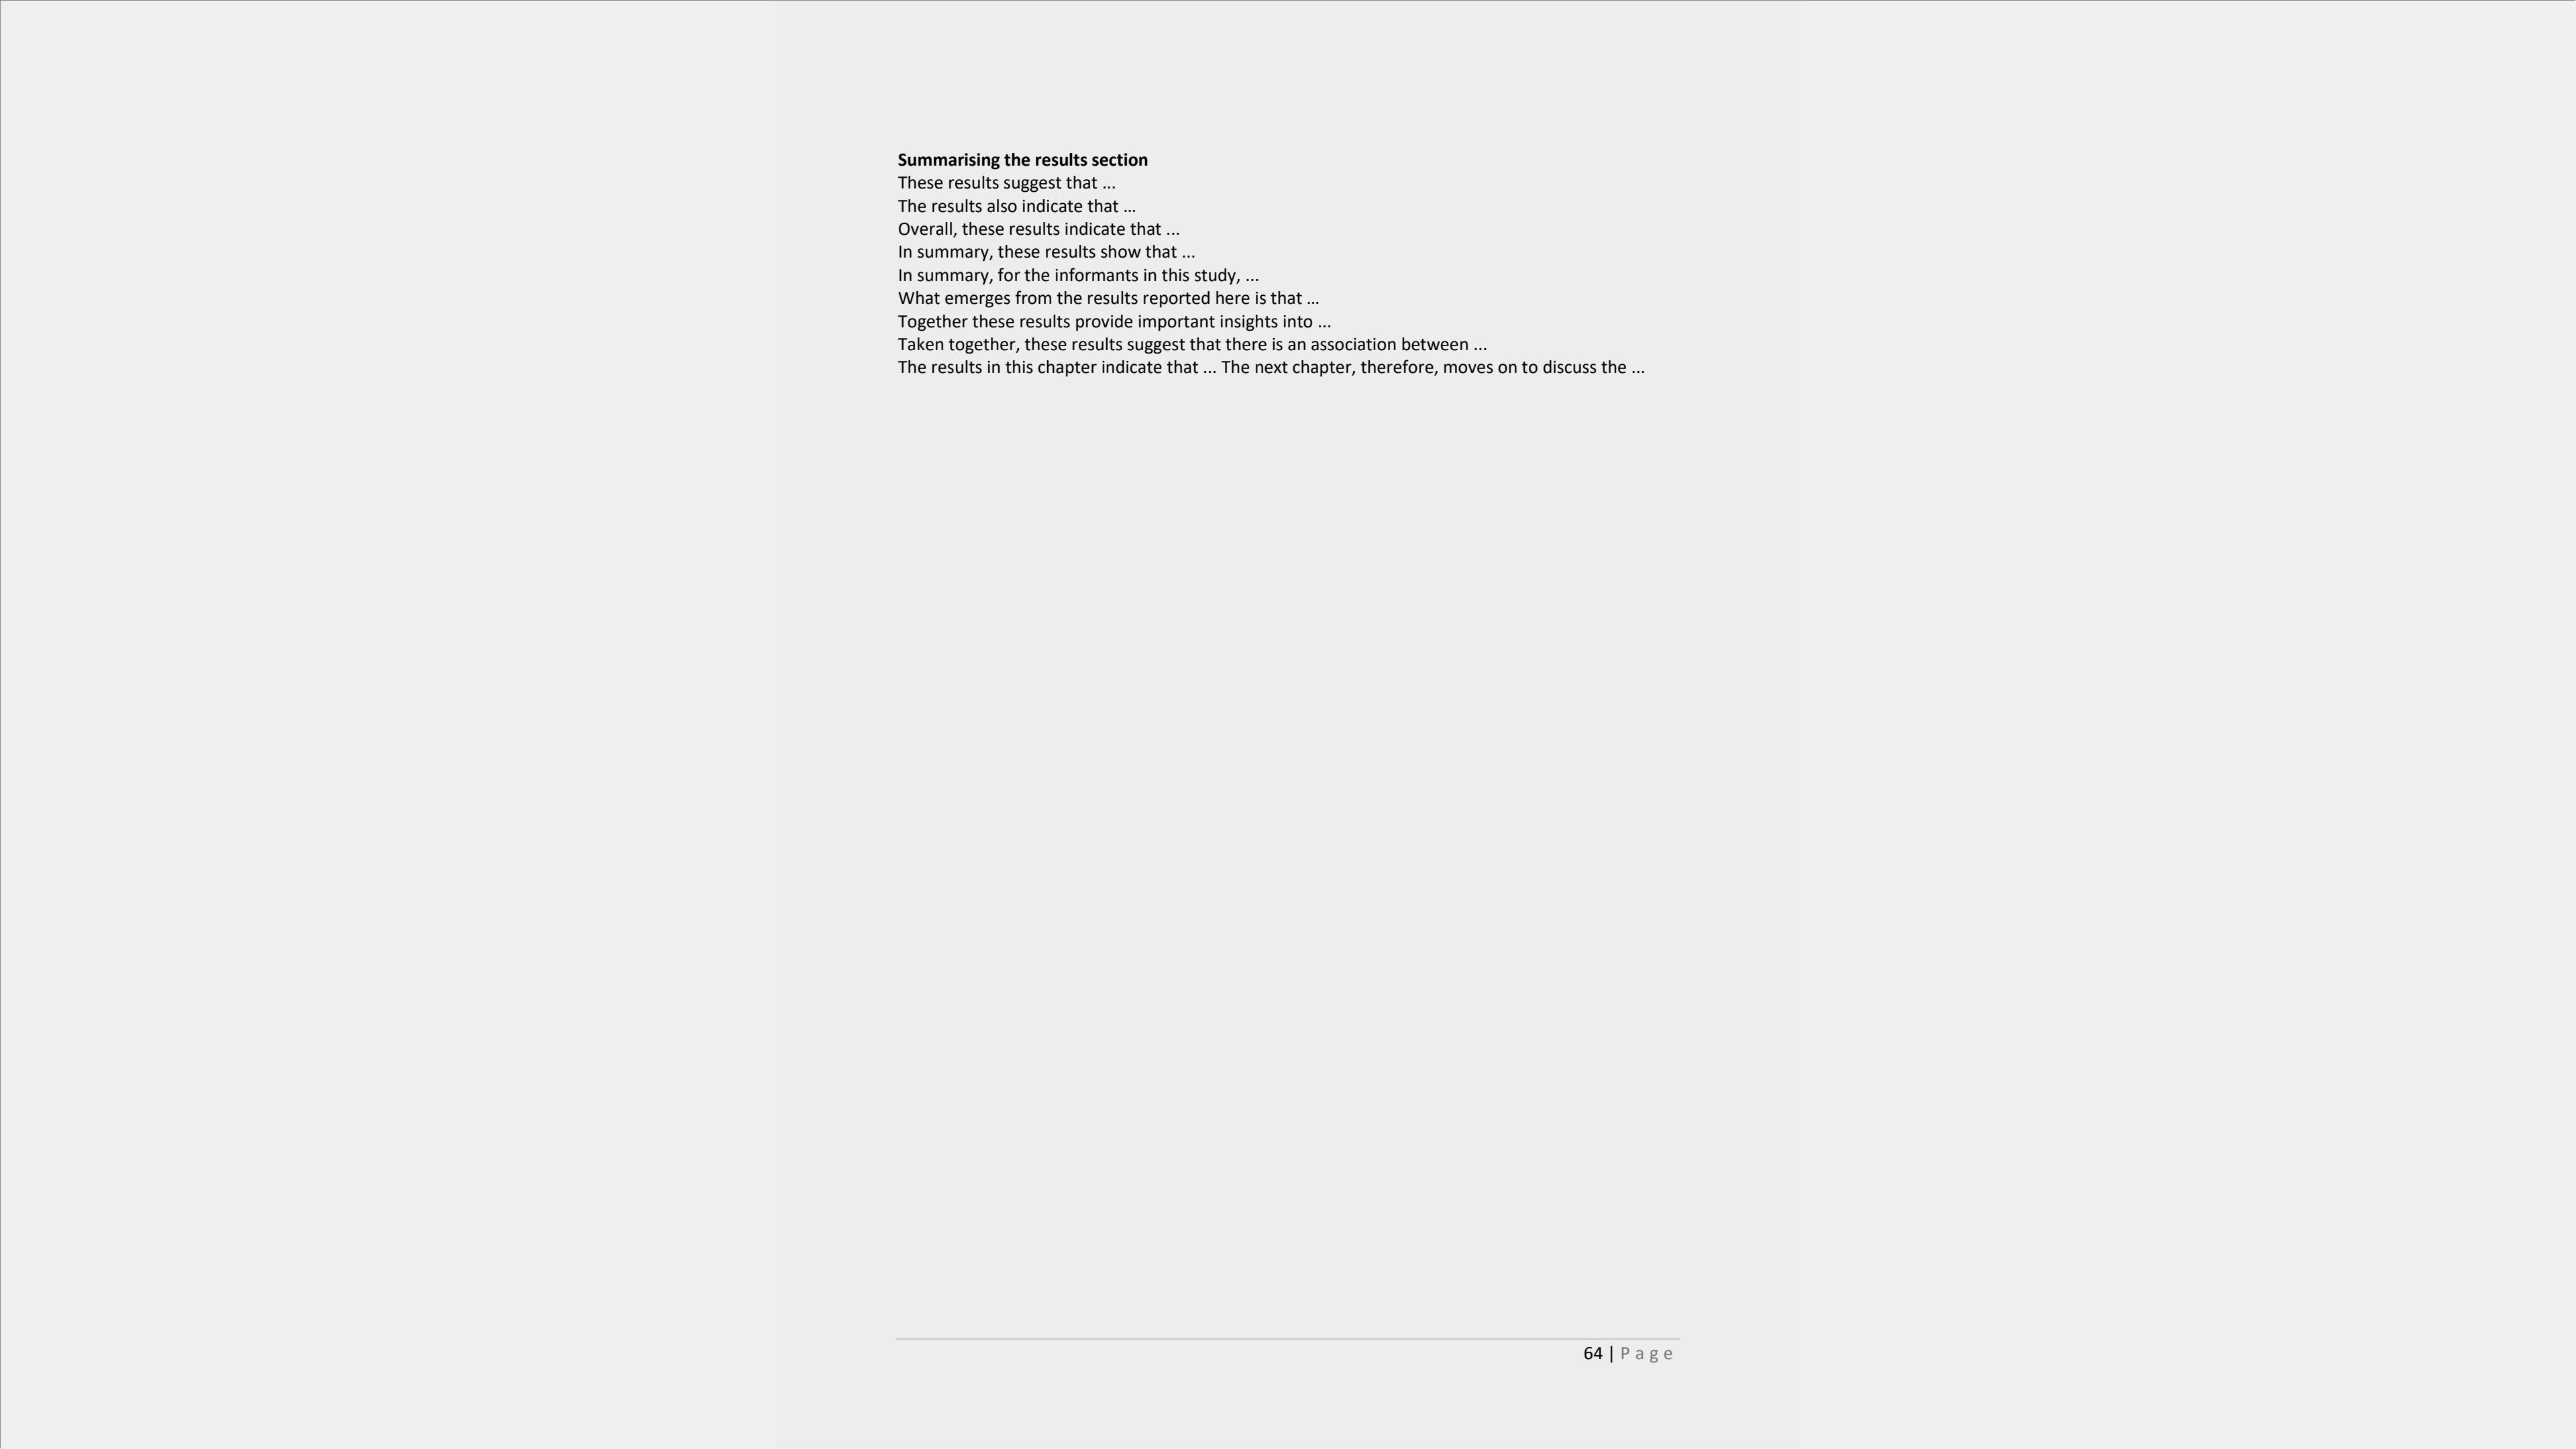 Summarising the results section
These results suggest that ...
The results also indicate that …
Overall, these results indicate that ...
In summary, these results show that ...
In summary, for the informants in this study, ...
What emerges from the results reported here is that …
Together these results provide important insights into ...
Taken together, these results suggest that there is an association between ...
The results in this chapter indicate that ... The next chapter, therefore, moves on to discuss the ...
64 | P a g e